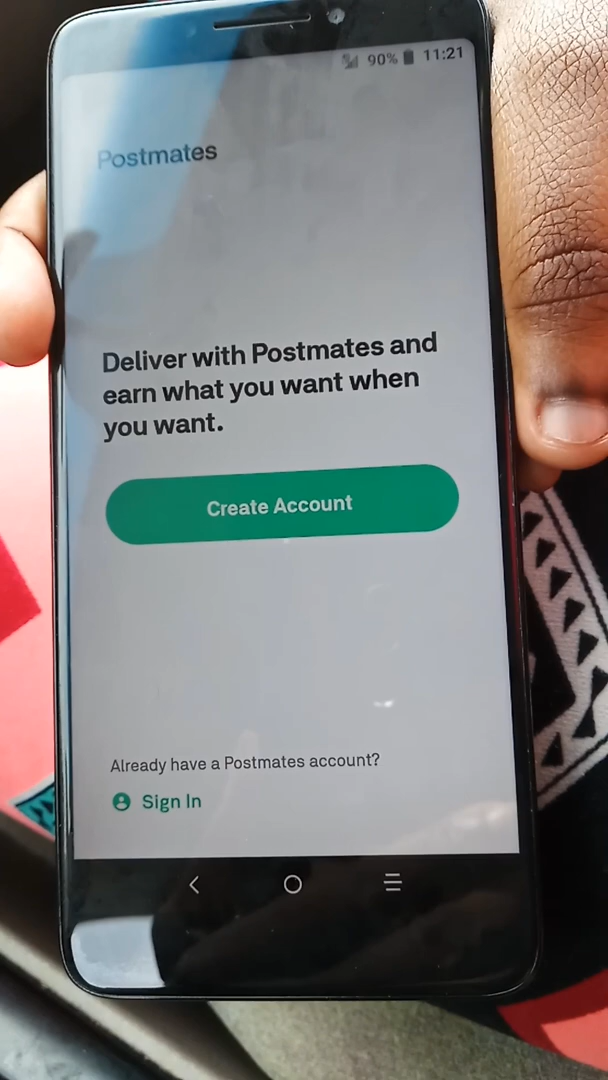 90% 11:21
Postmates
Deliver with Postmates and
earn what you want when
you want.
Create Account
Already have a Postmates account?
Sign In